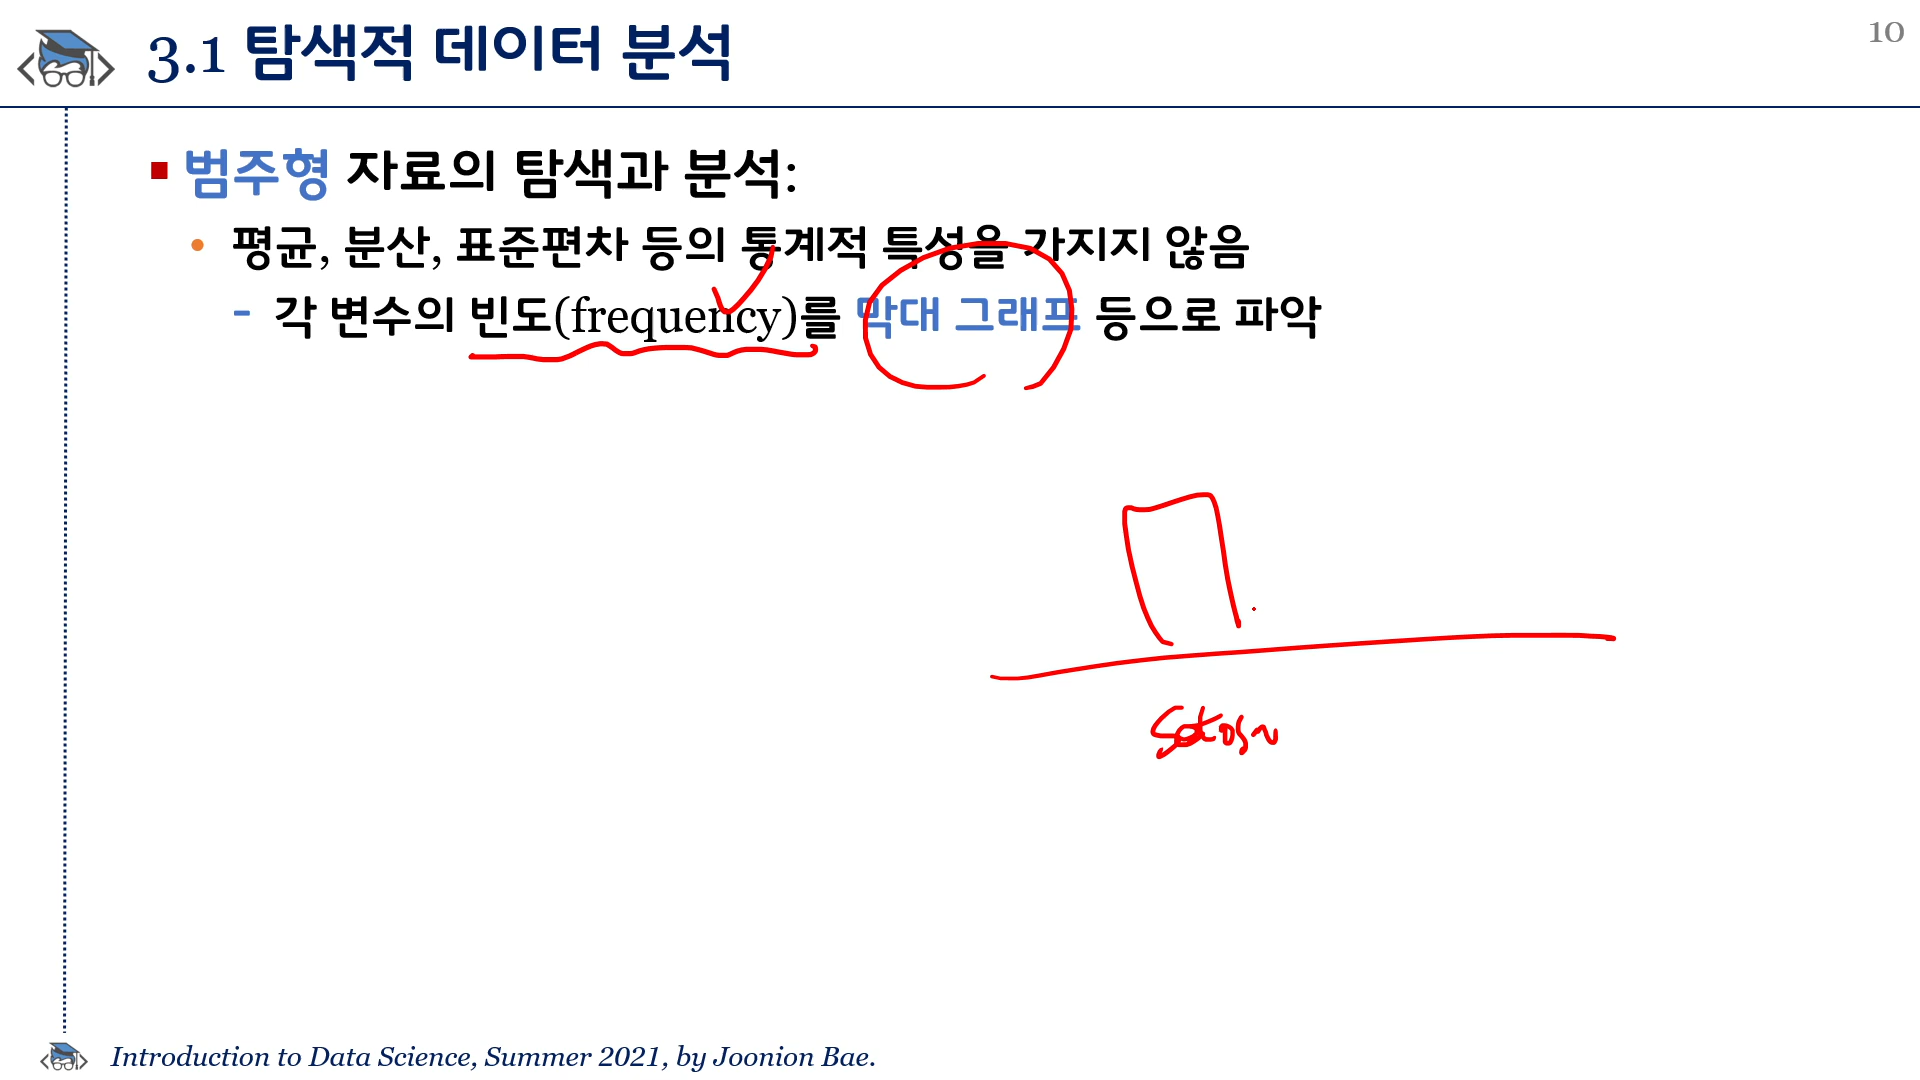 3.1 탐색적 데이터 분석
10
범주형 자료의 탐색과 분석:
평균, 분산, 표준편차 등의 통계적 특성을 가지지 않음
- 각 변수의 빈도(frequency)를 막대 그래프 등으로 파악
Introduction to Data Science, Summer 2021, by Joonion Bae.